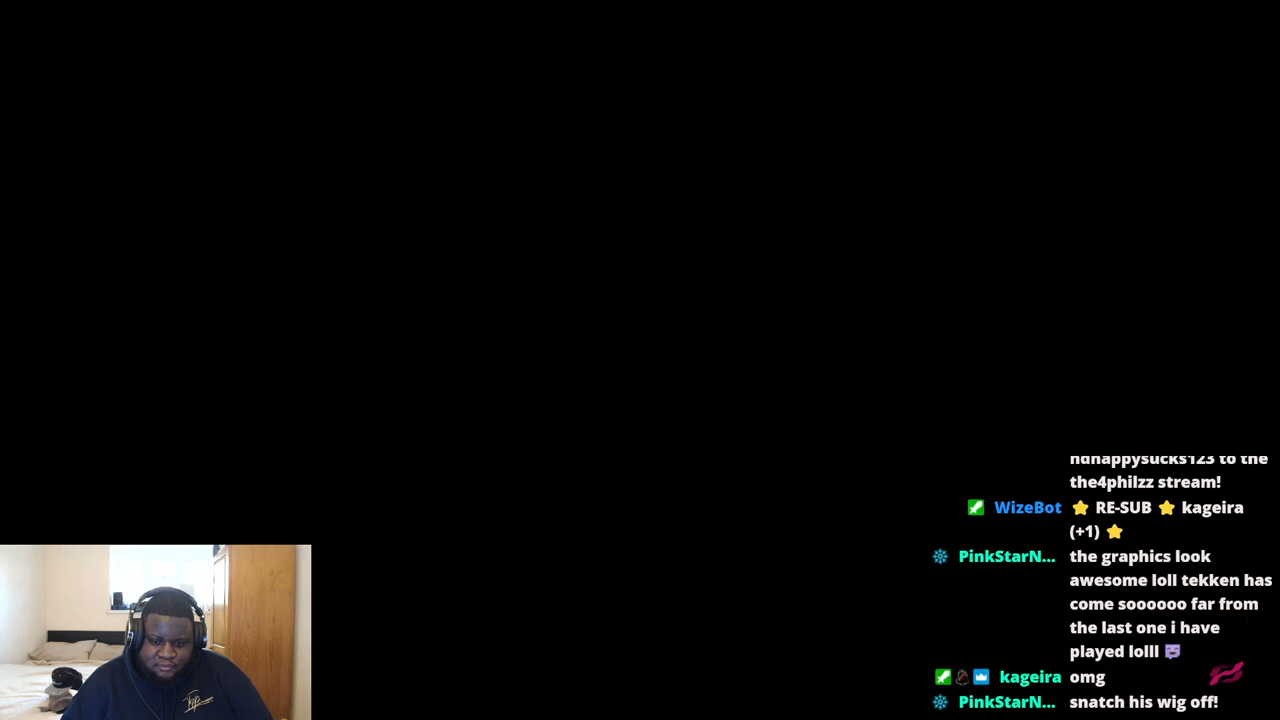 ndhappysucks123 to the
the4philzz stream!
WizeBot RE-SUB kageira
(+1)
PinkStarN... the graphics look
awesome loll tekken has
come soooooo far from
the last one i have
played lolll
kageira omg
PinkStarN... snatch his wig off!